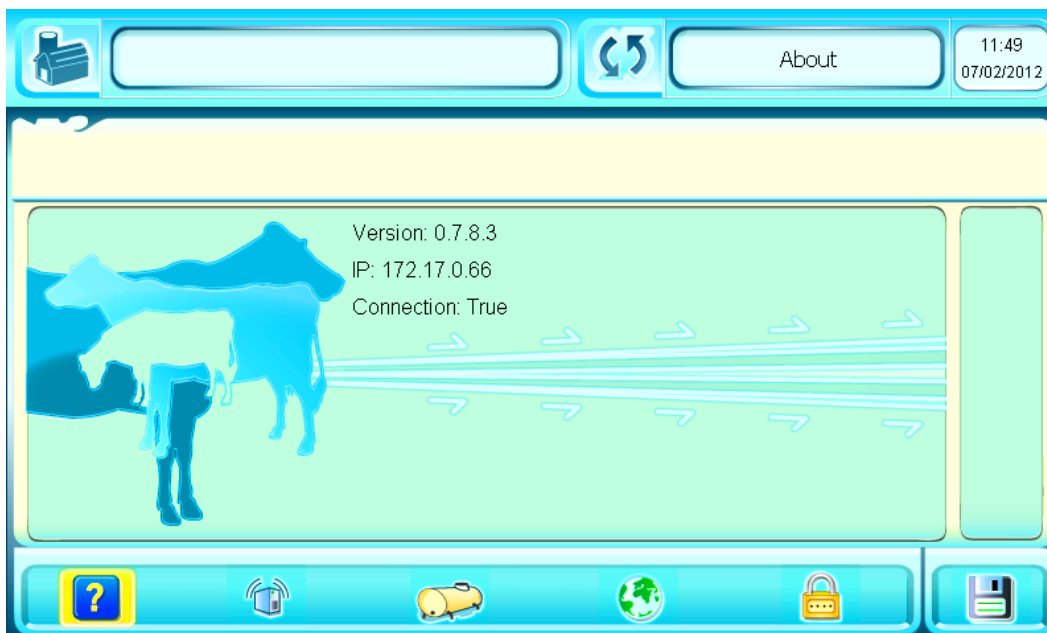 About
11:49
07/02/2012
Version: 0.7.8.3
IP: 172.17.0.66
Connection: True
?